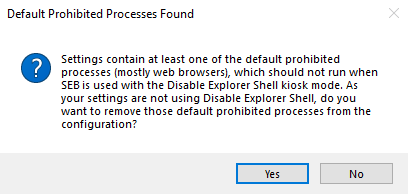 Default Prohibited Processes Found
Settings contain at least one of the default prohibited
processes (mostly web browsers), which should not run when
SEB is used with the Disable Explorer Shell kiosk mode. As
your settings are not using Disable Explorer Shell, do you
want to remove those default prohibited processes from the
configuration?
Yes
No